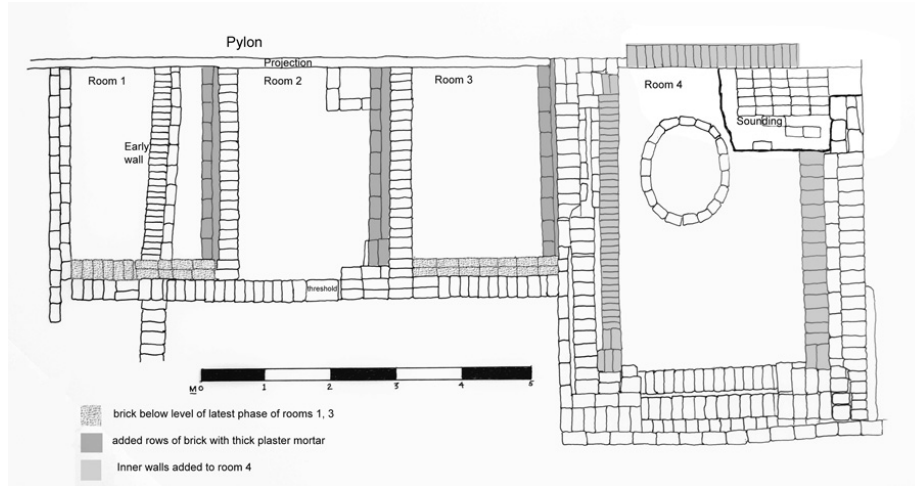 Pylon
Projection
Room 1
Room 2
Room 3
Room 4
Sounding
Early
wall
threshold
M 0 1 2 3 4 5
brick below level of latest phase of rooms 1, 3
added rows of brick with thick plaster mortar
Inner walls added to room 4